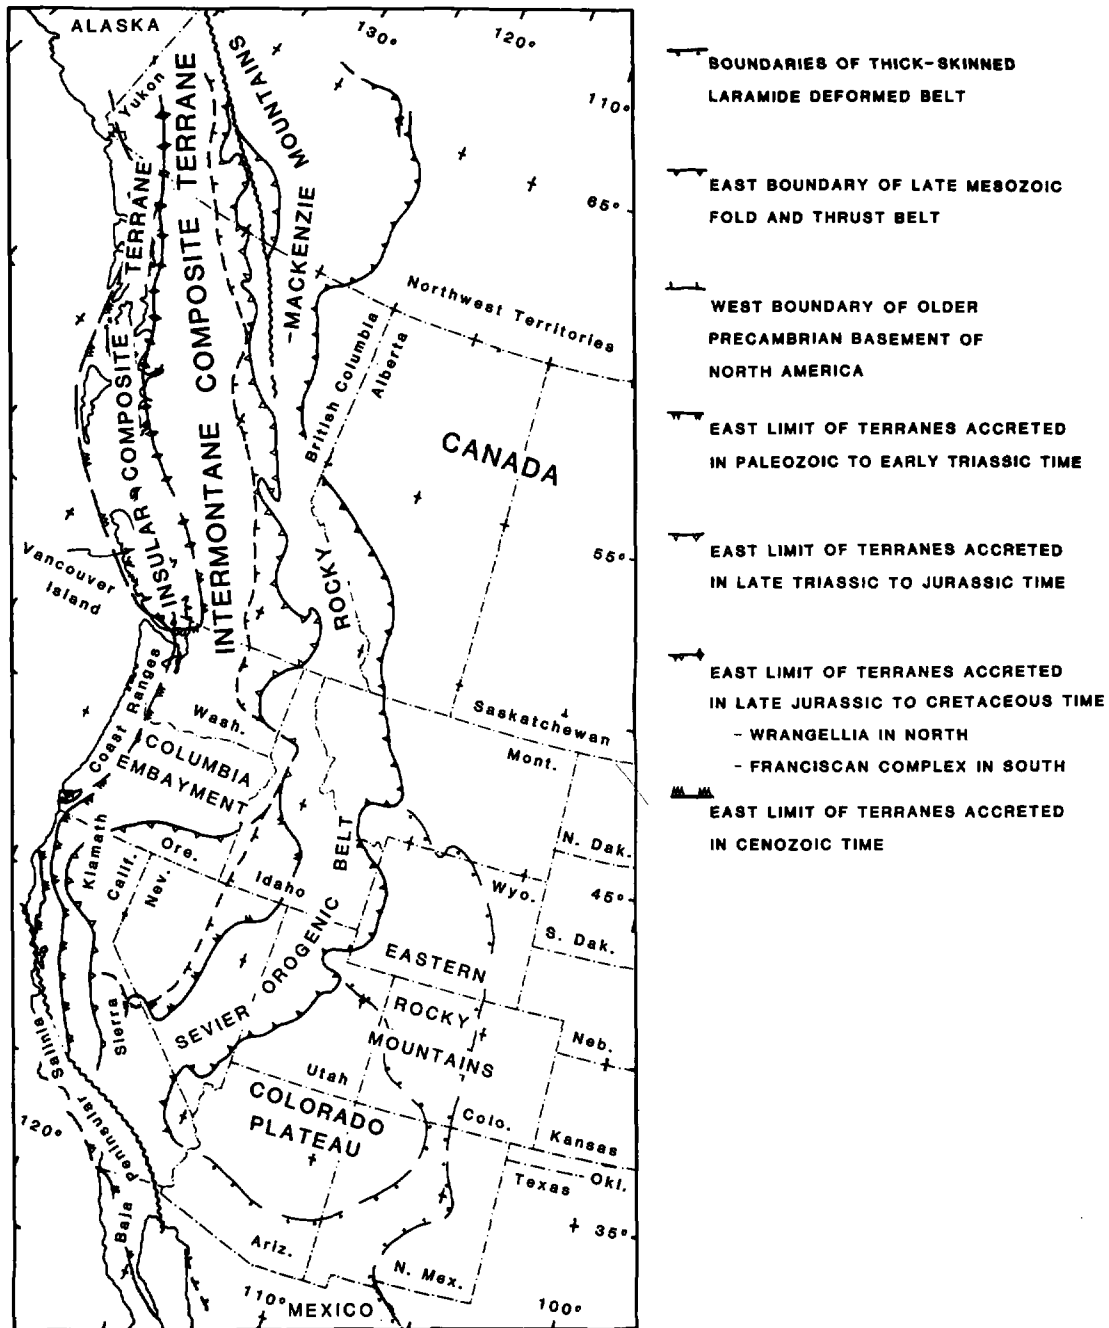 ALASKA
130°
120°
110°
65°
55°
45°
35°
120°
110°
100°
Yukon
MACKENZIE MOUNTAINS
INSULAR COMPOSITE TERRANE
INTERMONTANE COMPOSITE TERRANE
Northwest Territories
British Columbia
Alberta
CANADA
ROCKY
Vancouver
Island
Coast Ranges
Wash.
COLUMBIA
EMBAYMENT
Saskatchewan
Mont.
N. Dak.
Klamath
Ore.
Calif.
Nev.
Idaho
BELT
Wyo.
S. Dak.
EASTERN
ROCKY
MOUNTAINS
SEVIER OROGENIC
Sierra
Salinia
Neb.
Utah
COLORADO
PLATEAU
Colo.
Kansas
Okl.
Texas
Peninsular
Baja
Ariz.
N. Mex.
MEXICO
BOUNDARIES OF THICK-SKINNED
LARAMIDE DEFORMED BELT
EAST BOUNDARY OF LATE MESOZOIC
FOLD AND THRUST BELT
WEST BOUNDARY OF OLDER
PRECAMBRIAN BASEMENT OF
NORTH AMERICA
EAST LIMIT OF TERRANES ACCRETED
IN PALEOZOIC TO EARLY TRIASSIC TIME
EAST LIMIT OF TERRANES ACCRETED
IN LATE TRIASSIC TO JURASSIC TIME
EAST LIMIT OF TERRANES ACCRETED
IN LATE JURASSIC TO CRETACEOUS TIME
- WRANGELLIA IN NORTH
- FRANCISCAN COMPLEX IN SOUTH
EAST LIMIT OF TERRANES ACCRETED
IN CENOZOIC TIME